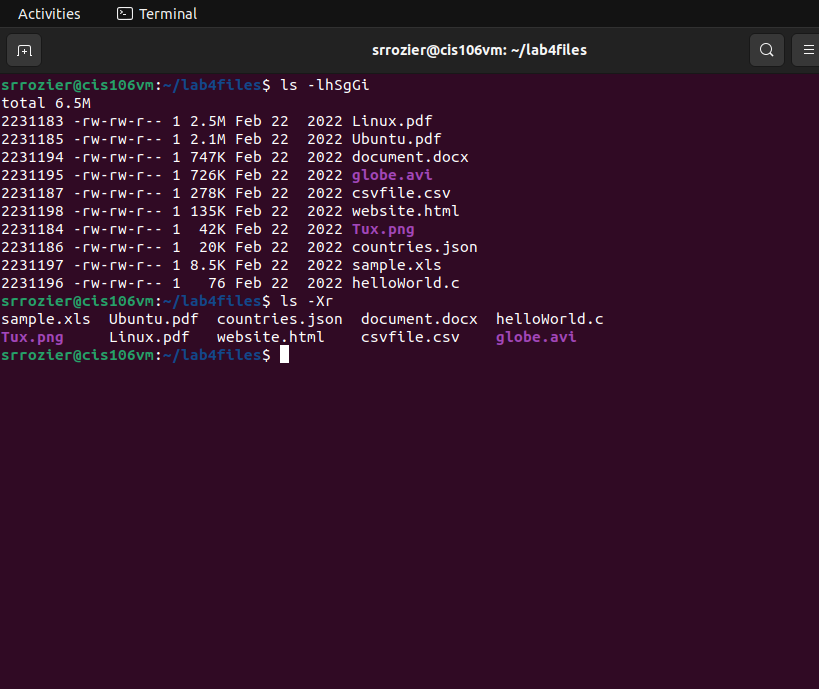 Activities Terminal
srrozier@cis106vm: ~/lab4files
srrozier@cis106vm:~/lab4files$ ls -lhSgGi
total 6.5M
2231183 -rw-rw-r-- 1 2.5M Feb 22  2022 Linux.pdf
2231185 -rw-rw-r-- 1 2.1M Feb 22  2022 Ubuntu.pdf
2231194 -rw-rw-r-- 1 747K Feb 22  2022 document.docx
2231195 -rw-rw-r-- 1 726K Feb 22  2022 globe.avi
2231187 -rw-rw-r-- 1 278K Feb 22  2022 csvfile.csv
2231198 -rw-rw-r-- 1 135K Feb 22  2022 website.html
2231184 -rw-rw-r-- 1  42K Feb 22  2022 Tux.png
2231186 -rw-rw-r-- 1  20K Feb 22  2022 countries.json
2231197 -rw-rw-r-- 1 8.5K Feb 22  2022 sample.xls
2231196 -rw-rw-r-- 1   76 Feb 22  2022 helloWorld.c
srrozier@cis106vm:~/lab4files$ ls -Xr
sample.xls  Ubuntu.pdf  countries.json  document.docx  helloWorld.c
Tux.png     Linux.pdf   website.html    csvfile.csv    globe.avi
srrozier@cis106vm:~/lab4files$